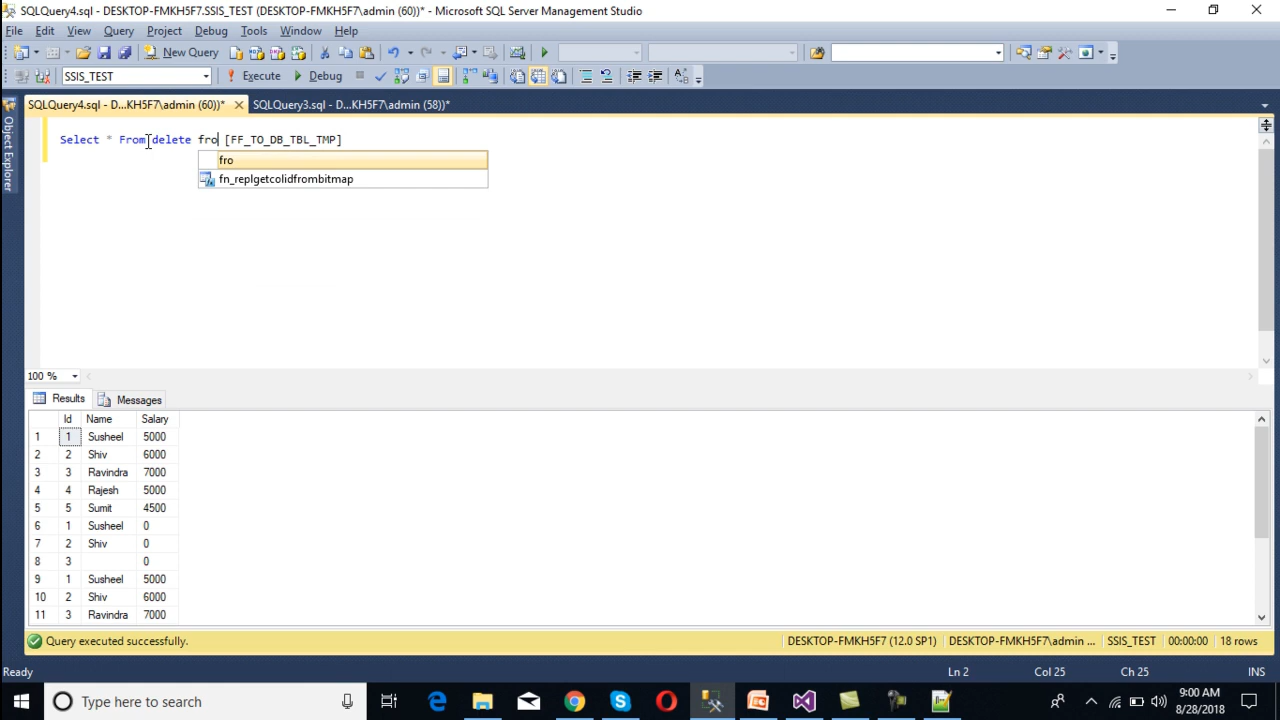 SQLQuery4.sql - DESKTOP-FMKH5F7.SSIS_TEST (DESKTOP-FMKH5F7\admin (60))* - Microsoft SQL Server Management Studio
File Edit View Query Project Debug Tools Window Help
New Query
SSIS_TEST Execute Debug
SQLQuery4.sql - D...KH5F7\admin (60))* SQLQuery3.sql - D...KH5F7\admin (58))*
Object Explorer
Select * From delete fro [FF_TO_DB_TBL_TMP]
fro
fn_replgetcolidfrombitmap
100 %
Results Messages
Id Name Salary
1 1 Susheel 5000
2 2 Shiv 6000
3 3 Ravindra 7000
4 4 Rajesh 5000
5 5 Sumit 4500
6 1 Susheel 0
7 2 Shiv 0
8 3 0
9 1 Susheel 5000
10 2 Shiv 6000
11 3 Ravindra 7000
Query executed successfully. DESKTOP-FMKH5F7 (12.0 SP1) DESKTOP-FMKH5F7\admin ... SSIS_TEST 00:00:00 18 rows
Ready Ln 2 Col 25 Ch 25 INS
Type here to search 9:00 AM
8/28/2018